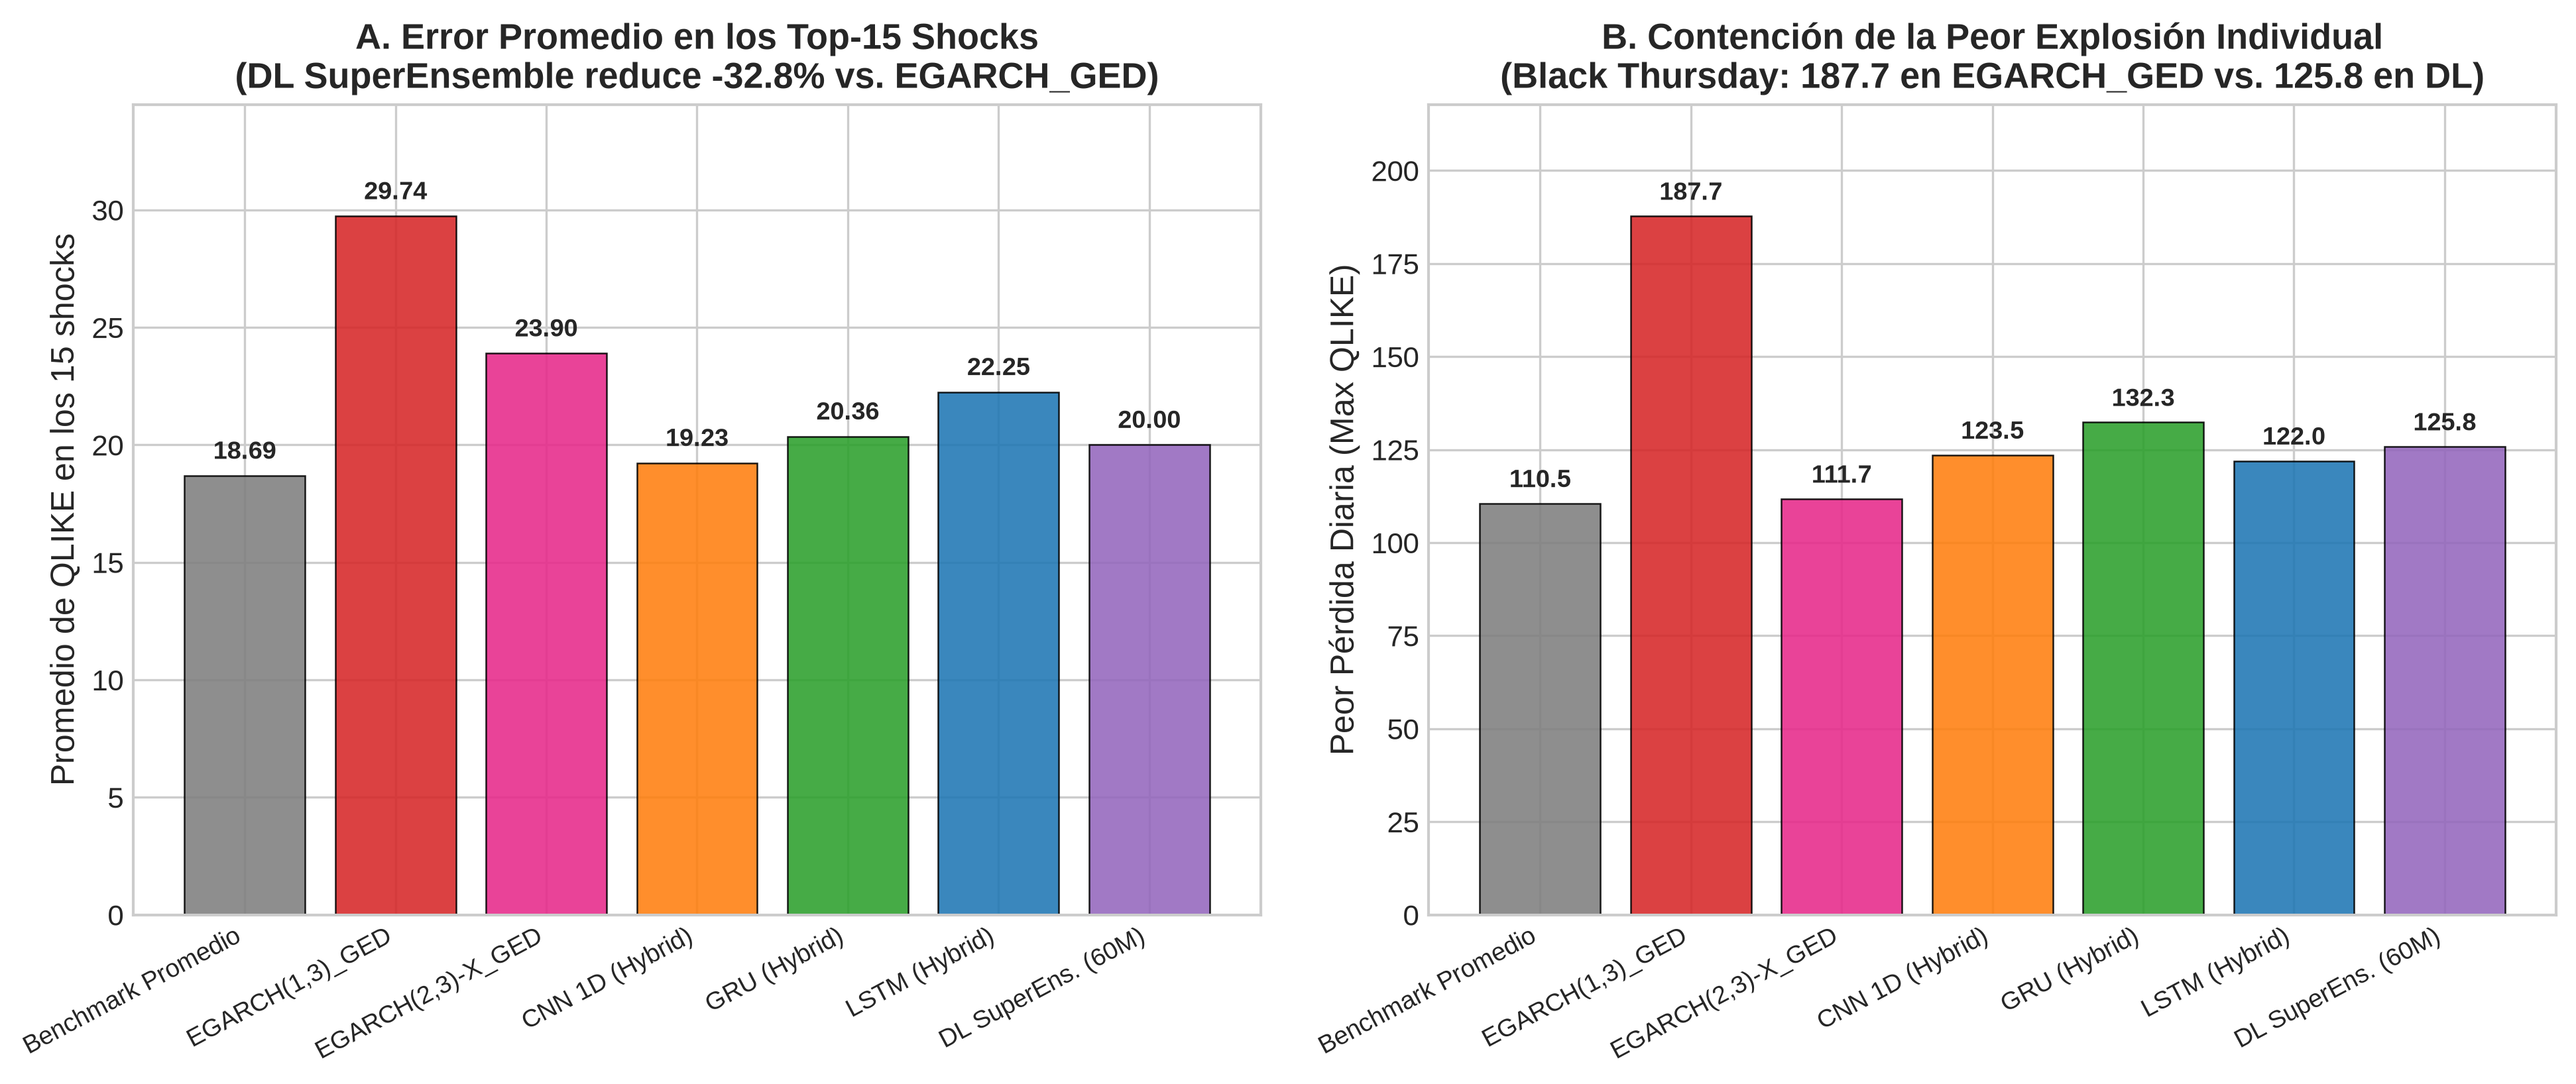 A. Error Promedio en los Top-15 Shocks
(DL SuperEnsemble reduce -32.8% vs. EGARCH_GED)
Promedio de QLIKE en los 15 shocks
30
25
20
15
10
5
0
18.69
29.74
23.90
19.23
20.36
22.25
20.00
Benchmark Promedio
EGARCH(1,3)_GED
EGARCH(2,3)-X_GED
CNN 1D (Hybrid)
GRU (Hybrid)
LSTM (Hybrid)
DL SuperEns. (60M)
B. Contención de la Peor Explosión Individual
(Black Thursday: 187.7 en EGARCH_GED vs. 125.8 en DL)
Peor Pérdida Diaria (Max QLIKE)
200
175
150
125
100
75
50
25
0
110.5
187.7
111.7
123.5
132.3
122.0
125.8
Benchmark Promedio
EGARCH(1,3)_GED
EGARCH(2,3)-X_GED
CNN 1D (Hybrid)
GRU (Hybrid)
LSTM (Hybrid)
DL SuperEns. (60M)